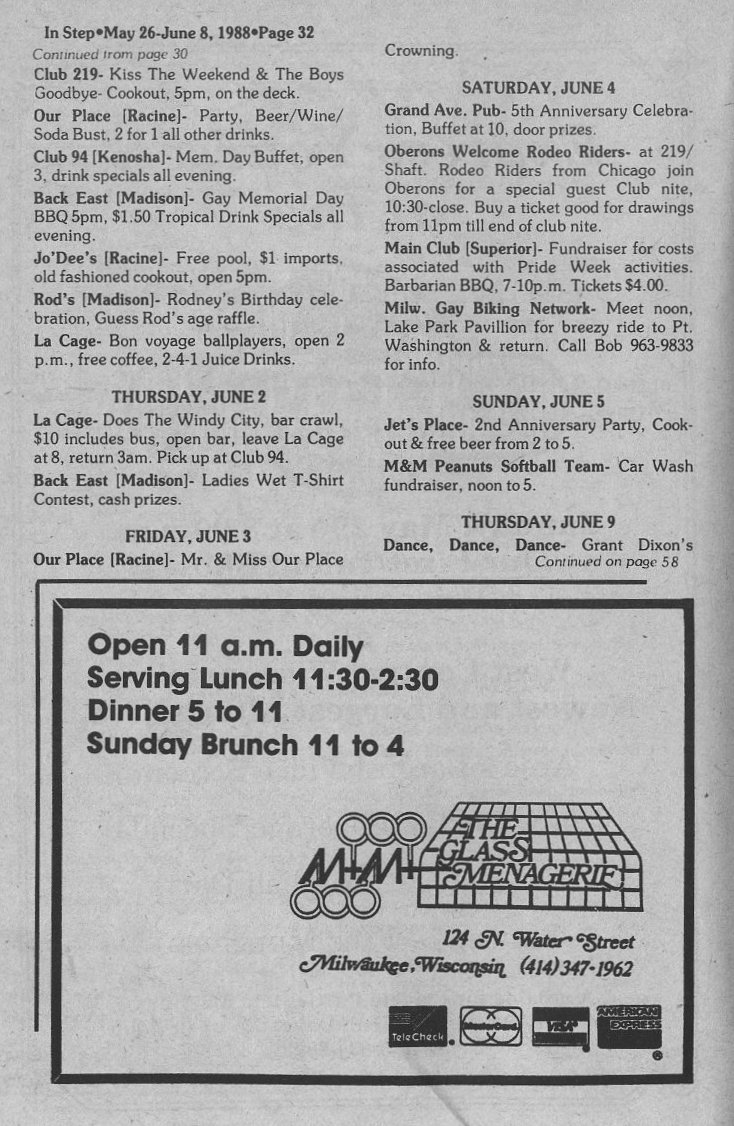 In Step•May 26-June 8, 1988•Page 32
Continued from page 30
Club 219- Kiss The Weekend & The Boys
Goodbye- Cookout, 5pm, on the deck.
Our Place [Racine]- Party, Beer/Wine/
Soda Bust, 2 for 1 all other drinks.
Club 94 [Kenosha]- Mem. Day Buffet, open
3, drink specials all evening.
Back East [Madison]- Gay Memorial Day
BBQ 5pm, $1.50 Tropical Drink Specials all
evening.
Jo'Dee's [Racine]- Free pool, $1 imports,
old fashioned cookout, open 5pm.
Rod's [Madison]- Rodney's Birthday cele-
bration, Guess Rod's age raffle.
La Cage- Bon voyage ballplayers, open 2
p.m., free coffee, 2-4-1 Juice Drinks.
THURSDAY, JUNE 2
La Cage- Does The Windy City, bar crawl,
$10 includes bus, open bar, leave La Cage
at 8, return 3am. Pick up at Club 94.
Back East [Madison]- Ladies Wet T-Shirt
Contest, cash prizes.
FRIDAY, JUNE 3
Our Place [Racine]- Mr. & Miss Our Place
Crowning.
SATURDAY, JUNE 4
Grand Ave. Pub- 5th Anniversary Celebra-
tion, Buffet at 10, door prizes.
Oberons Welcome Rodeo Riders- at 219/
Shaft. Rodeo Riders from Chicago join
Oberons for a special guest Club nite,
10:30-close. Buy a ticket good for drawings
from 11pm till end of club nite.
Main Club [Superior]- Fundraiser for costs
associated with Pride Week activities.
Barbarian BBQ, 7-10p.m. Tickets $4.00.
Milw. Gay Biking Network- Meet noon,
Lake Park Pavillion for breezy ride to Pt.
Washington & return. Call Bob 963-9833
for info.
SUNDAY, JUNE 5
Jet's Place- 2nd Anniversary Party, Cook-
out & free beer from 2 to 5.
M&M Peanuts Softball Team- Car Wash
fundraiser, noon to 5.
THURSDAY, JUNE 9
Dance, Dance, Dance- Grant Dixon's
Continued on page 58
Open 11 a.m. Daily
Serving Lunch 11:30-2:30
Dinner 5 to 11
Sunday Brunch 11 to 4
M+M+
THE
GLASS
MENAGERIE
124 N. Water Street
Milwaukee, Wisconsin (414)347-1962
TeleCheck
MasterCard
VISA
AMERICAN
EXPRESS